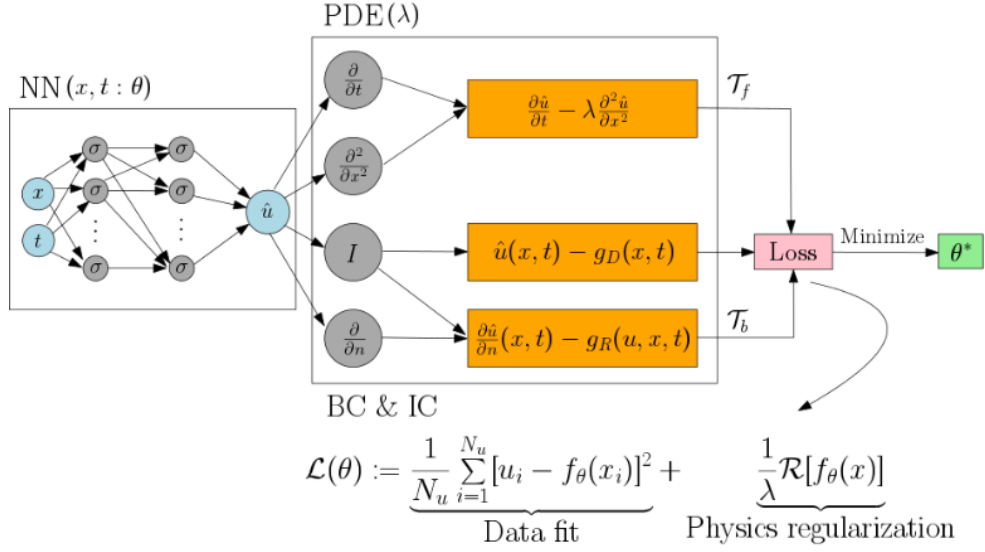 PDE(λ)
NN(x, t : θ)
∂/∂t
∂û/∂t − λ ∂²û/∂x²
𝒯_f
σ σ
∂²/∂x²
x σ σ
û
t ⋮ ⋮
I
û(x, t) − g_D(x, t)
Loss
Minimize
θ*
σ σ
∂/∂n
∂û/∂n(x, t) − g_R(u, x, t)
𝒯_b
BC & IC
ℒ(θ) := 1/N_u ∑_{i=1}^{N_u} [u_i − f_θ(x_i)]² + 1/λ ℛ[f_θ(x)]
Data fit
Physics regularization